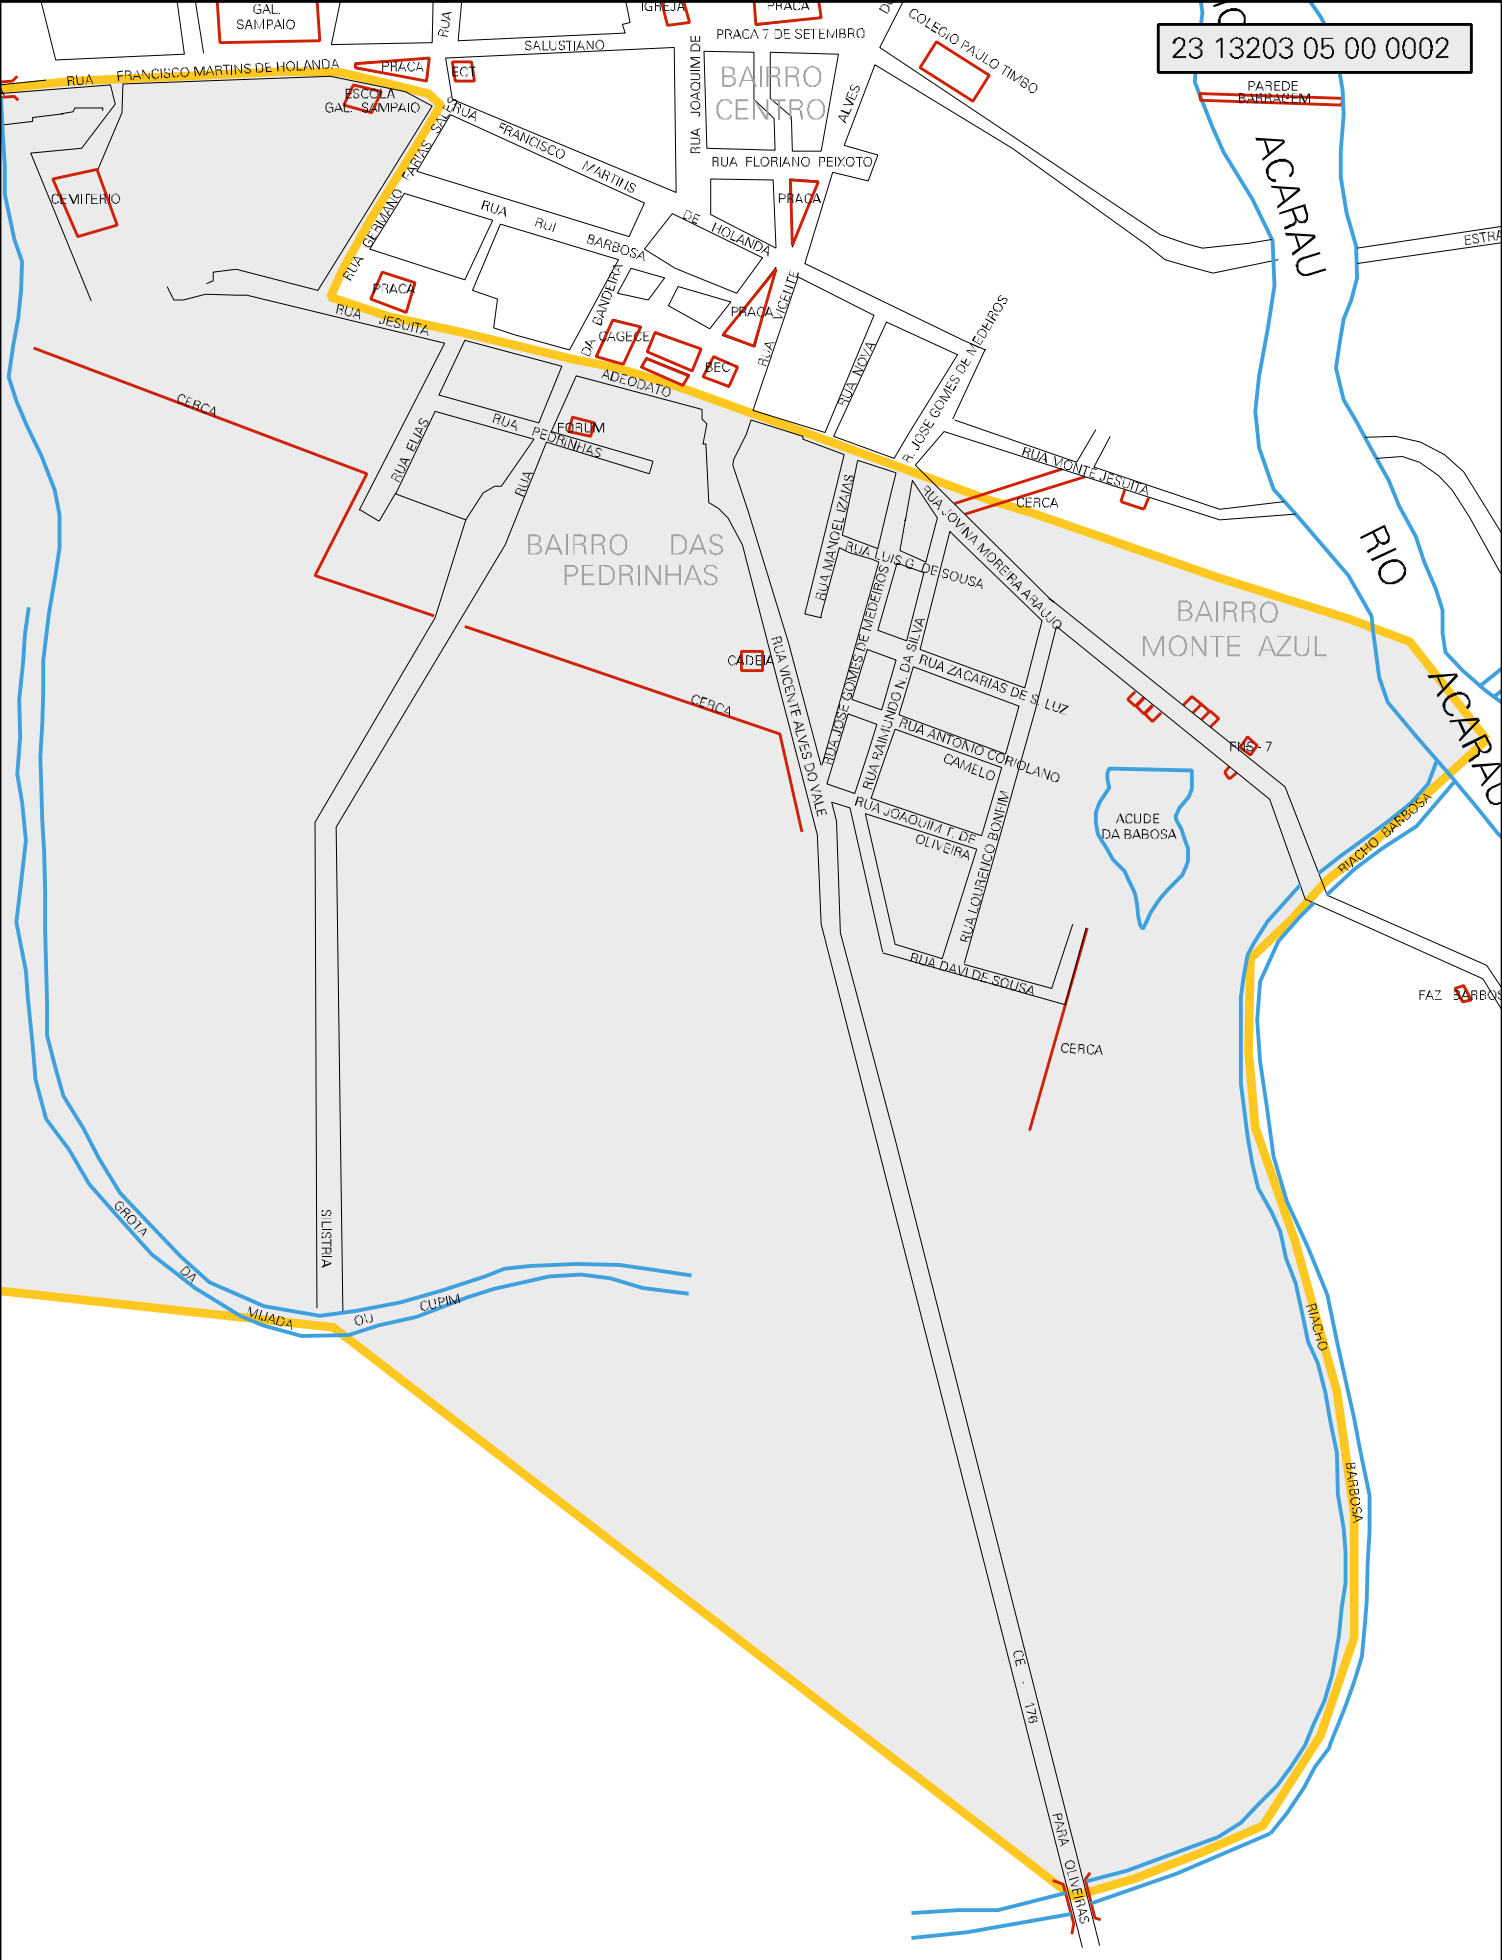 23 13203 05 00 0002
GAL.
SAMPAIO
RUA
IGREJA
PRACA
SALUSTIANO
PRACA 7 DE SETEMBRO
COLEGIO PAULO TIMBO
RUA FRANCISCO MARTINS DE HOLANDA
PRACA
ECT
RUA JOAQUIM DE
BAIRRO
CENTRO
ALVES
PAREDE
BARRAGEM
ESCOLA
GAL. SAMPAIO
RUA GERMANO FARIAS SALES
RUA FRANCISCO MARTINS
DE HOLANDA
RUA FLORIANO PEIXOTO
ACARAU
CEMITERIO
PRACA
RUA RUI BARBOSA
DA BANDEIRA
PRACA
RUA JESUITA
ADEODATO
CAGECE
BEC
PRACA
RUA VICENTE
RUA NOVA
R. JOSE GOMES DE MEDEIROS
CERCA
RUA ELIAS
RUA PEDRINHAS
FORUM
RUA
RUA MONTE JESUITA
CERCA
RUA MANOEL IZAIAS
RUA JOVINA MOREIRA ARAUJO
RUA LUIS G. DE SOUSA
BAIRRO DAS
PEDRINHAS
RIO
ACARAU
BAIRRO
MONTE AZUL
CADEIA
CERCA
RUA VICENTE ALVES DO VALE
RUA JOSE GOMES DE MEDEIROS
RUA RAIMUNDO N. DA SILVA
RUA ZACARIAS DE S. LUZ
RUA ANTONIO CORIOLANO
CAMELO
RUA JOAQUIM T. DE
OLIVEIRA
RUA LOURENCO BONFIM
RUA DAVI DE SOUSA
ACUDE
DA BABOSA
RIACHO BARBOSA
CERCA
SILISTRIA
GROTA DA MIJADA OU CUPIM
RIACHO
BARBOSA
CE - 176
PARA OLIVEIRAS